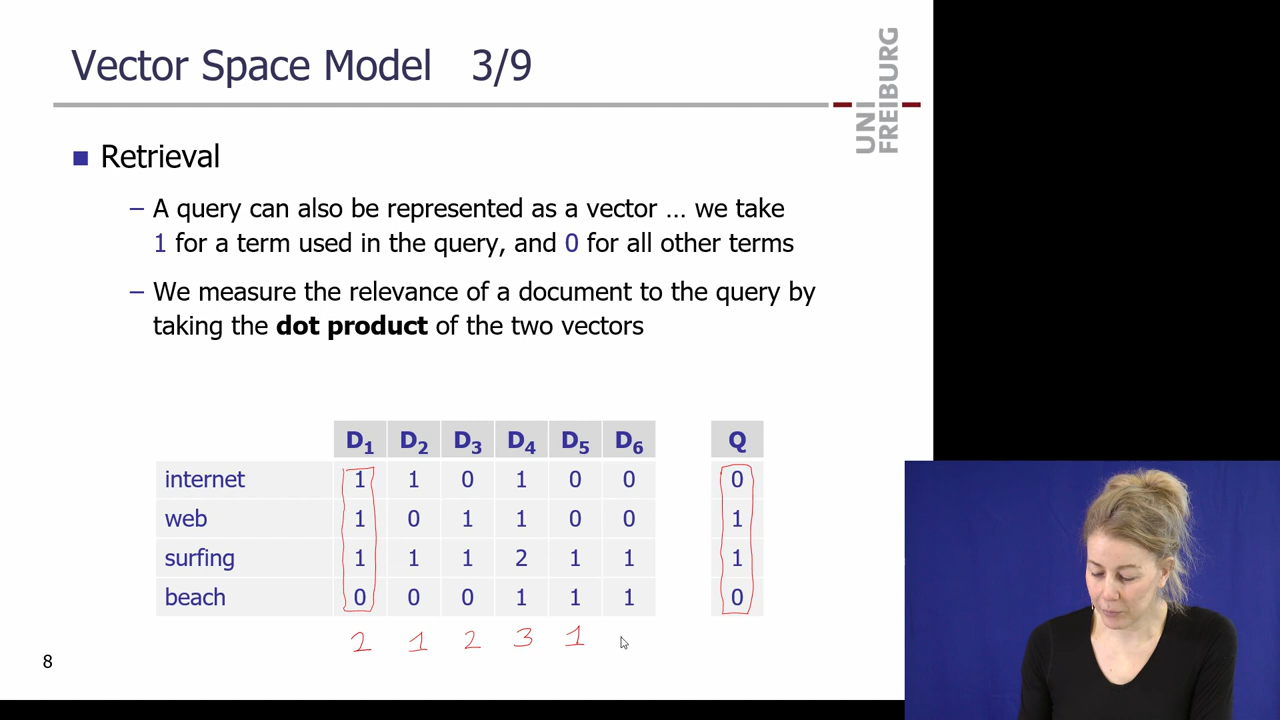 Vector Space Model 3/9
UNI
FREIBURG
■ Retrieval
– A query can also be represented as a vector … we take
1 for a term used in the query, and 0 for all other terms
– We measure the relevance of a document to the query by
taking the dot product of the two vectors
D1 D2 D3 D4 D5 D6 Q
internet 1 1 0 1 0 0 0
web 1 0 1 1 0 0 1
surfing 1 1 1 2 1 1 1
beach 0 0 0 1 1 1 0
2 1 2 3 1
8